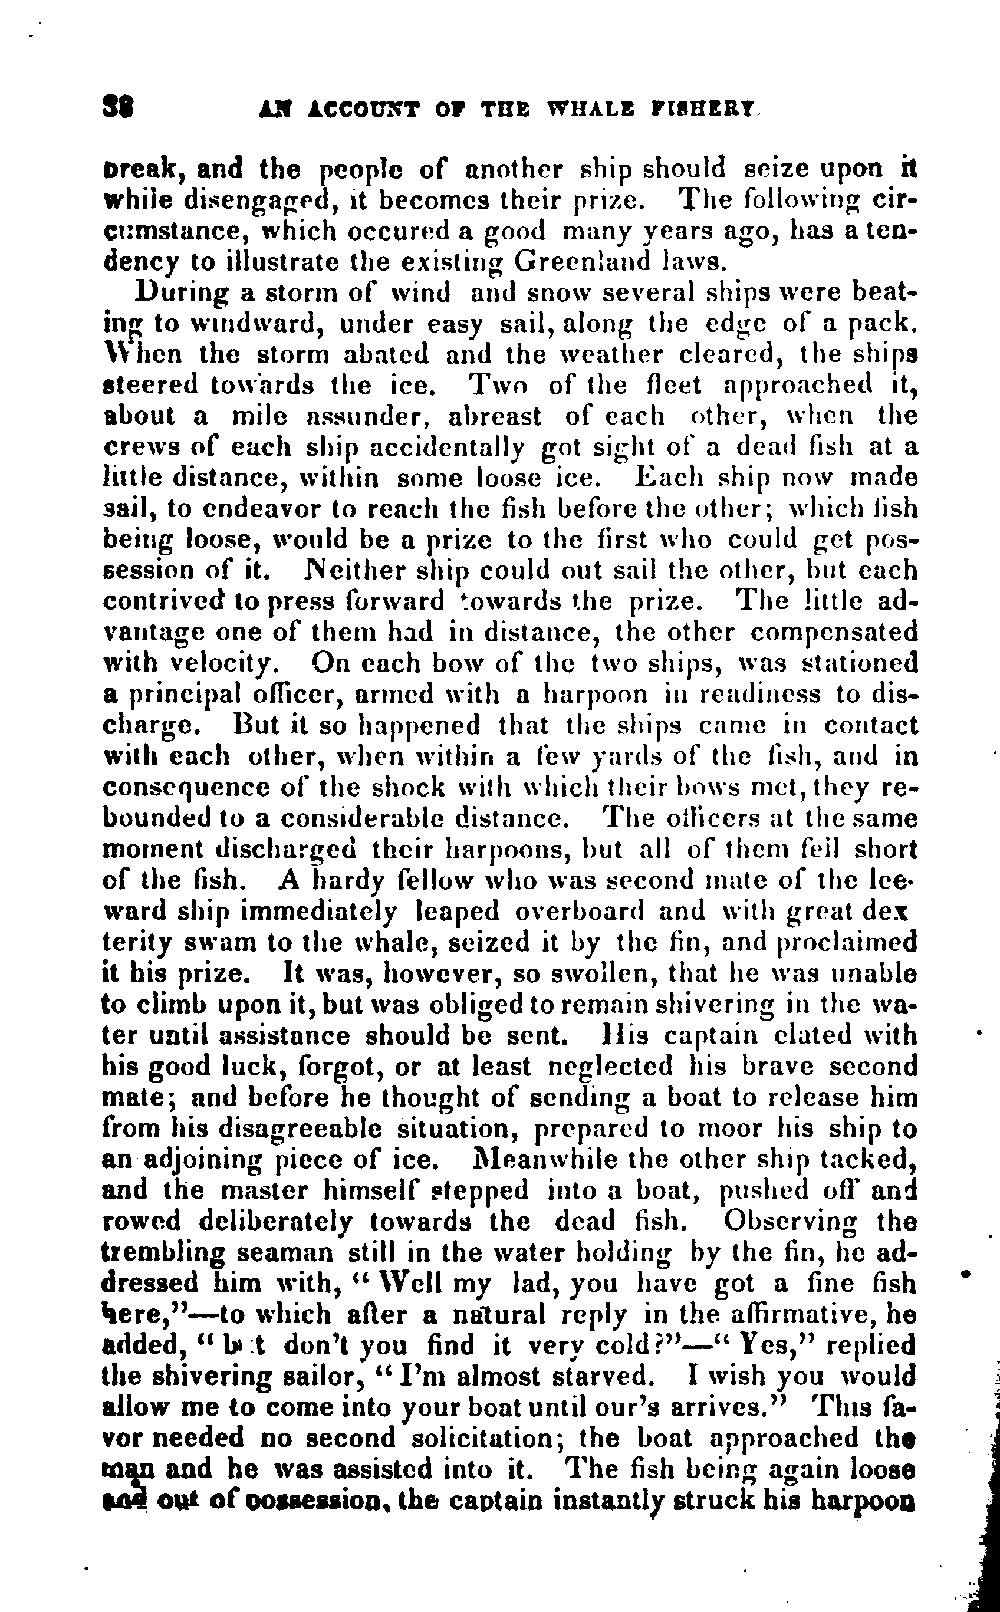 38 AN ACCOUNT OF THE WHALE FISHERY
break, and the people of another ship should seize upon it
while disengaged, it becomes their prize. The following cir-
cumstance, which occured a good many years ago, has a ten-
dency to illustrate the existing Greenland laws.
During a storm of wind and snow several ships were beat-
ing to windward, under easy sail, along the edge of a pack.
When the storm abated and the weather cleared, the ships
steered towards the ice. Two of the fleet approached it,
about a mile assunder, abreast of each other, when the
crews of each ship accidentally got sight of a dead fish at a
little distance, within some loose ice. Each ship now made
sail, to endeavor to reach the fish before the other; which fish
being loose, would be a prize to the first who could get pos-
session of it. Neither ship could out sail the other, but each
contrived to press forward towards the prize. The little ad-
vantage one of them had in distance, the other compensated
with velocity. On each bow of the two ships, was stationed
a principal officer, armed with a harpoon in readiness to dis-
charge. But it so happened that the ships came in contact
with each other, when within a few yards of the fish, and in
consequence of the shock with which their bows met, they re-
bounded to a considerable distance. The officers at the same
moment discharged their harpoons, but all of them fell short
of the fish. A hardy fellow who was second mate of the lee-
ward ship immediately leaped overboard and with great dex
terity swam to the whale, seized it by the fin, and proclaimed
it his prize. It was, however, so swollen, that he was unable
to climb upon it, but was obliged to remain shivering in the wa-
ter until assistance should be sent. His captain elated with
his good luck, forgot, or at least neglected his brave second
mate; and before he thought of sending a boat to release him
from his disagreeable situation, prepared to moor his ship to
an adjoining piece of ice. Meanwhile the other ship tacked,
and the master himself stepped into a boat, pushed off and
rowed deliberately towards the dead fish. Observing the
trembling seaman still in the water holding by the fin, he ad-
dressed him with, “ Well my lad, you have got a fine fish
here,”—to which after a natural reply in the affirmative, he
added, “ but don’t you find it very cold?”—“ Yes,” replied
the shivering sailor, “ I’m almost starved. I wish you would
allow me to come into your boat until our’s arrives.” This fa-
vor needed no second solicitation; the boat approached the
man and he was assisted into it. The fish being again loose
and out of possession, the captain instantly struck his harpoon